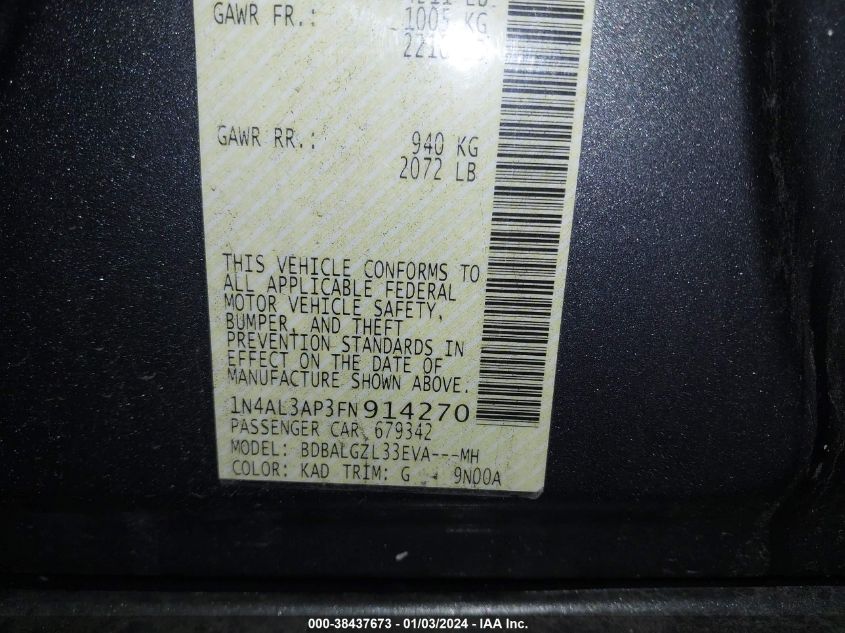 GAWR FR.: 1005 KG
GAWR RR.: 940 KG
2072 LB
THIS VEHICLE CONFORMS TO
ALL APPLICABLE FEDERAL
MOTOR VEHICLE SAFETY,
BUMPER, AND THEFT
PREVENTION STANDARDS IN
EFFECT ON THE DATE OF
MANUFACTURE SHOWN ABOVE.
1N4AL3AP3FN914270
PASSENGER CAR 679342
MODEL: BDBALGZL33EVA---MH
COLOR: KAD TRIM: G - 9N00A
000-38437673 - 01/03/2024 - IAA Inc.